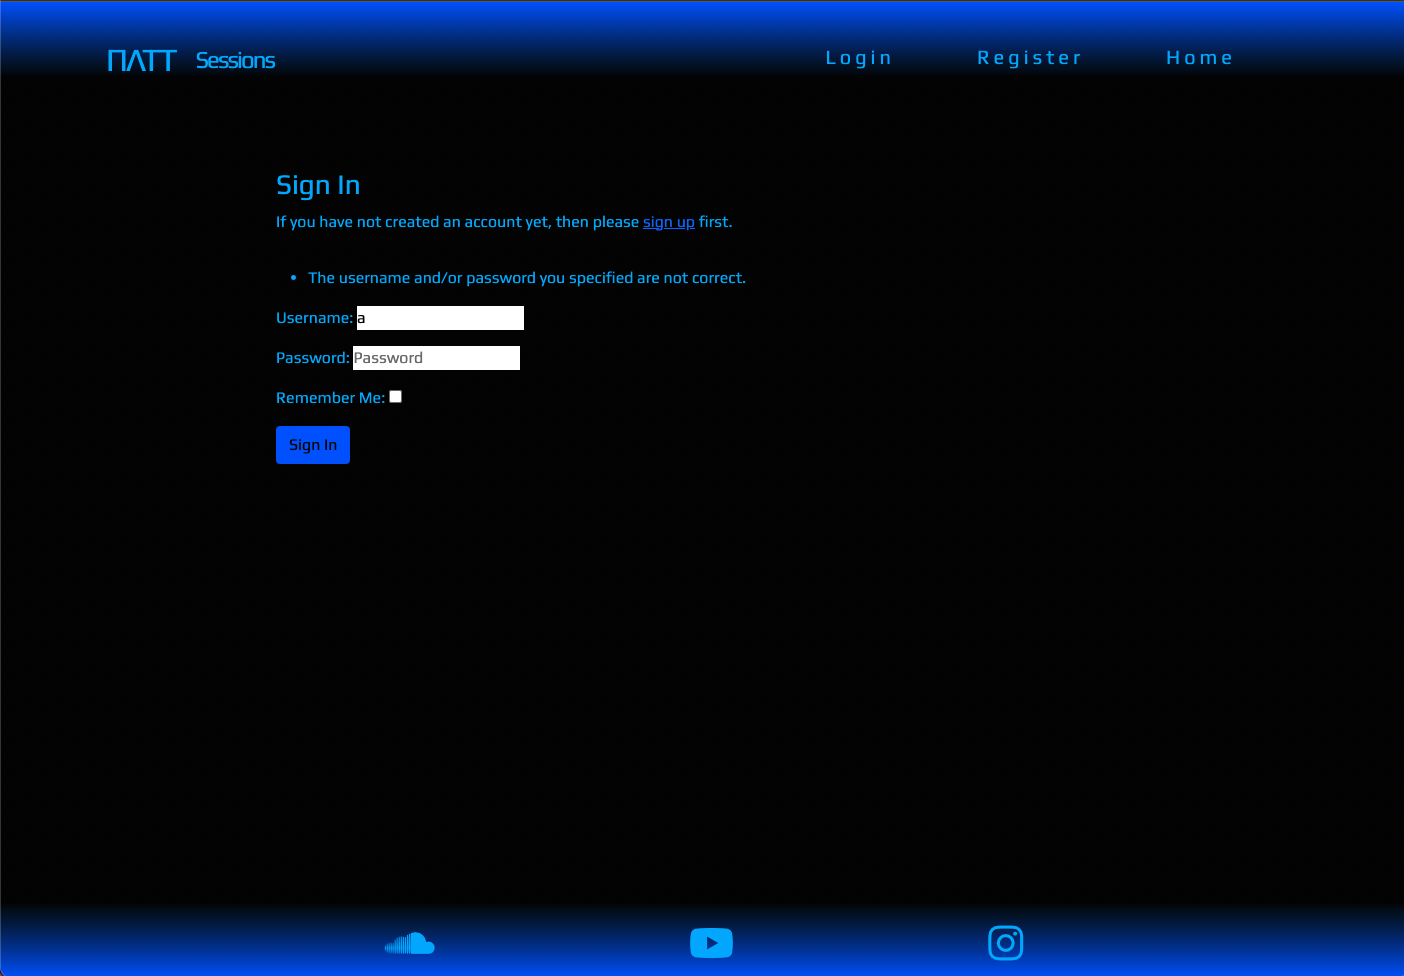 ΠΛTT Sessions Login Register Home
Sign In
If you have not created an account yet, then please sign up first.
• The username and/or password you specified are not correct.
Username: a
Password: Password
Remember Me:
Sign In